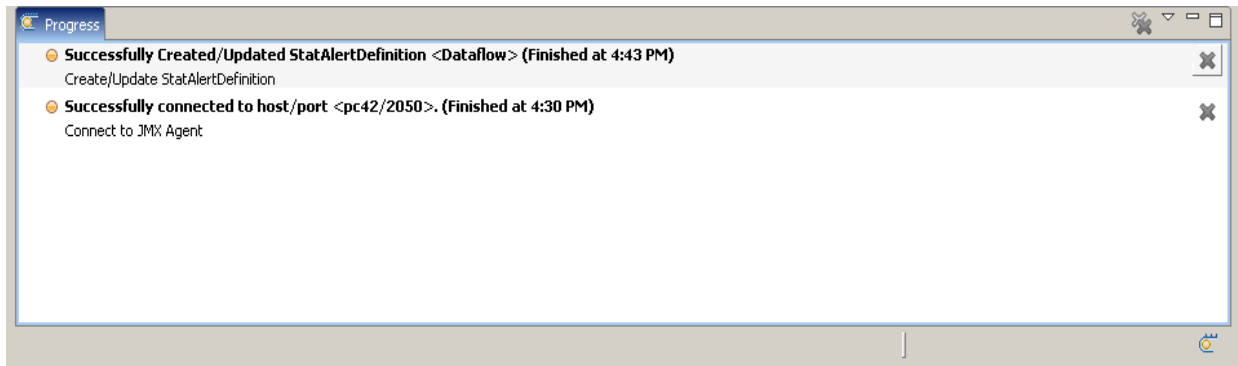 Progress
Successfully Created/Updated StatAlertDefinition <Dataflow> (Finished at 4:43 PM)
Create/Update StatAlertDefinition
Successfully connected to host/port <pc42/2050>. (Finished at 4:30 PM)
Connect to JMX Agent